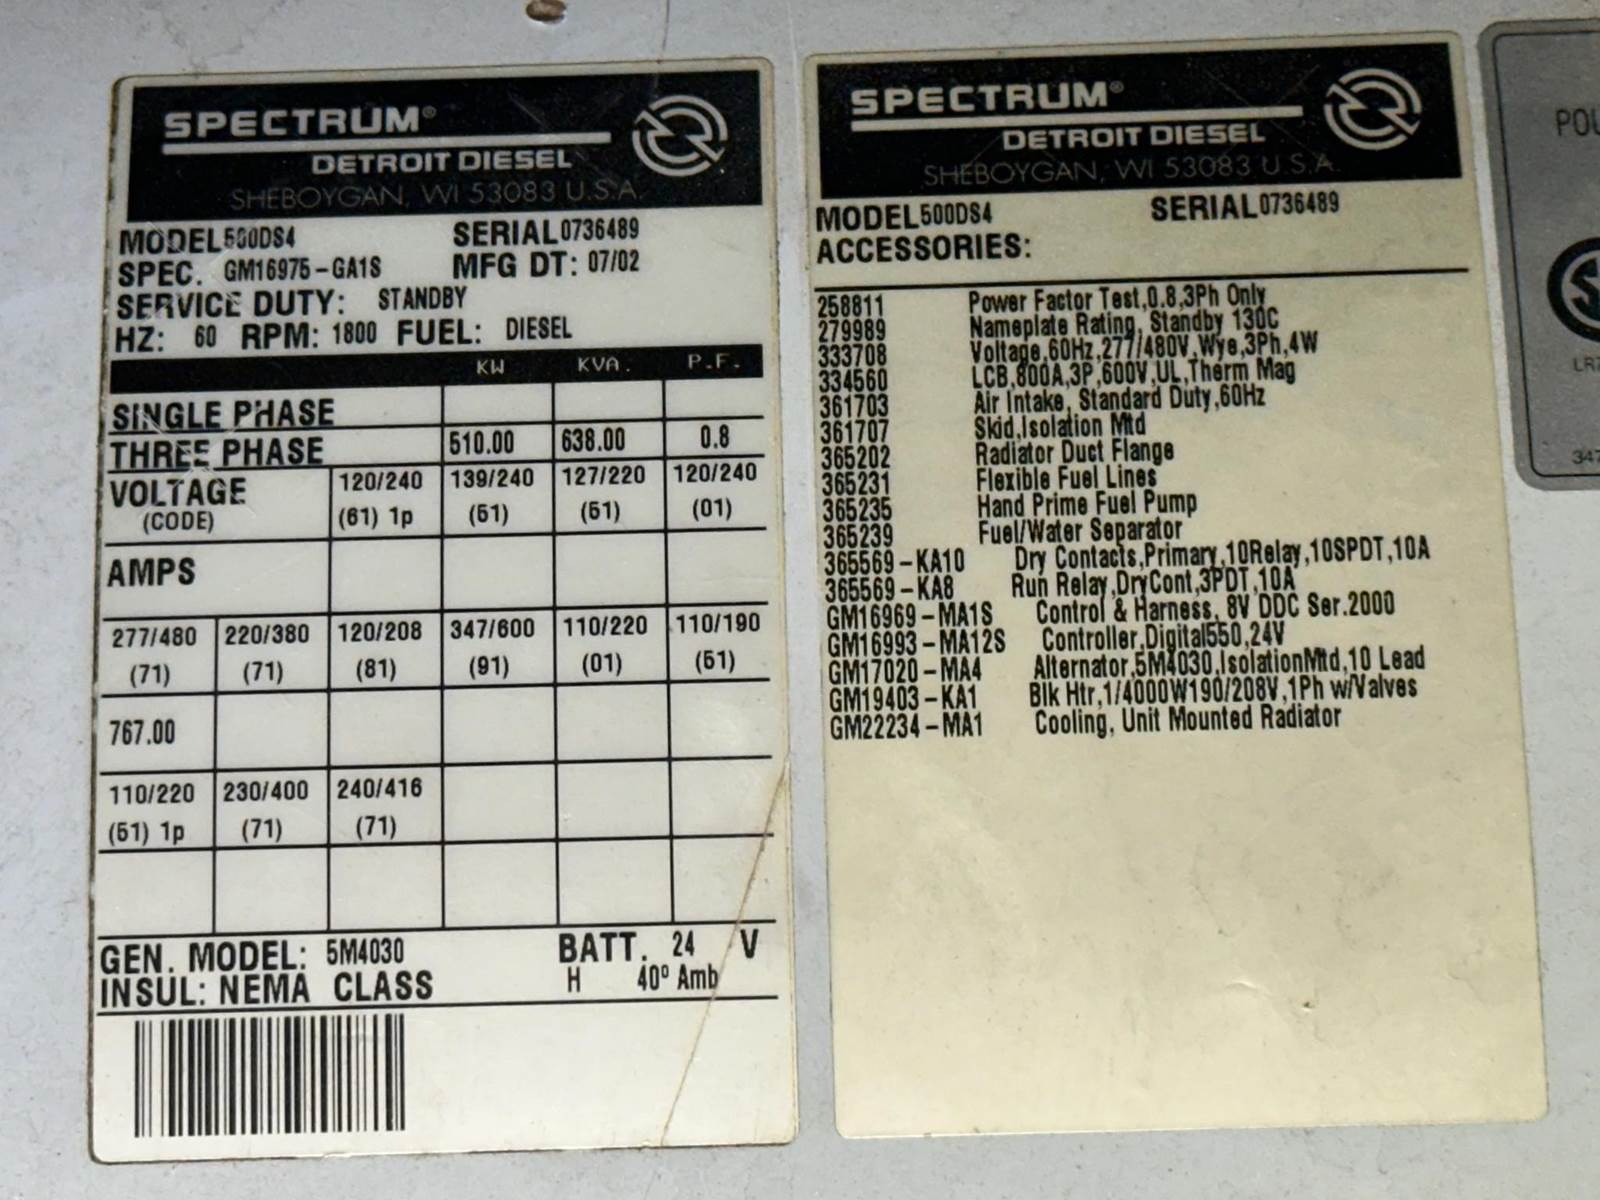 SPECTRUM®
DETROIT DIESEL
SHEBOYGAN, WI 53083 U.S.A.
MODEL 500DS4 SERIAL 0736489
SPEC. GM16975-GA1S MFG DT: 07/02
SERVICE DUTY: STANDBY
HZ: 60 RPM: 1800 FUEL: DIESEL
KW KVA. P.F.
SINGLE PHASE
THREE PHASE 510.00 638.00 0.8
VOLTAGE 120/240 139/240 127/220 120/240
(CODE) (61) 1p (51) (51) (01)
AMPS
277/480 220/380 120/208 347/600 110/220 110/190
(71) (71) (81) (91) (01) (51)
767.00
110/220 230/400 240/416
(51) 1p (71) (71)
GEN. MODEL: 5M4030 BATT. 24 V
INSUL: NEMA CLASS H 40° Amb
SPECTRUM®
DETROIT DIESEL
SHEBOYGAN, WI 53083 U.S.A.
MODEL 500DS4 SERIAL 0736489
ACCESSORIES:
258811 Power Factor Test,0.8,3Ph Only
279989 Nameplate Rating, Standby 130C
333708 Voltage,60Hz,277/480V,Wye,3Ph,4W
334560 LCB,800A,3P,600V,UL,Therm Mag
361703 Air Intake, Standard Duty,60Hz
361707 Skid,Isolation Mtd
365202 Radiator Duct Flange
365231 Flexible Fuel Lines
365235 Hand Prime Fuel Pump
365239 Fuel/Water Separator
365569-KA10 Dry Contacts,Primary,10Relay,10SPDT,10A
365569-KA8 Run Relay,DryCont,3PDT,10A
GM16969-MA1S Control & Harness, 8V DDC Ser.2000
GM16993-MA12S Controller,Digital550,24V
GM17020-MA4 Alternator,5M4030,IsolationMtd,10 Lead
GM19403-KA1 Blk Htr,1/4000W190/208V,1Ph w/Valves
GM22234-MA1 Cooling, Unit Mounted Radiator